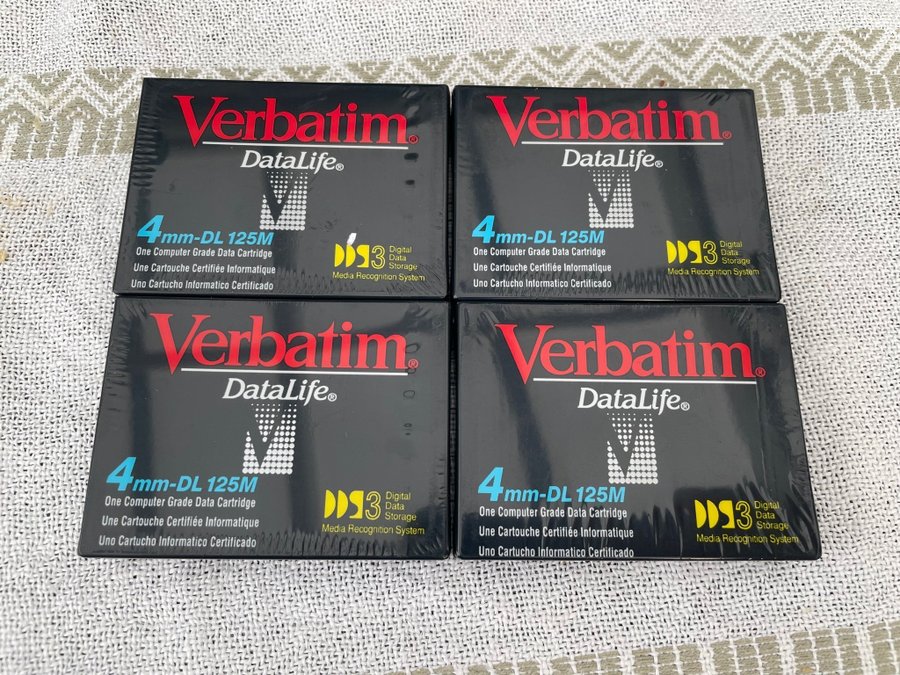 Verbatim®
DataLife®
4mm-DL 125M
One Computer Grade Data Cartridge
Une Cartouche Certifiée Informatique
Uno Cartucho Informatico Certificado
DDS3 Digital
Data
Storage
Media Recognition System
Verbatim®
DataLife®
4mm-DL 125M
One Computer Grade Data Cartridge
Une Cartouche Certifiée Informatique
Uno Cartucho Informatico Certificado
DDS3 Digital
Data
Storage
Media Recognition System
Verbatim®
DataLife®
4mm-DL 125M
One Computer Grade Data Cartridge
Une Cartouche Certifiée Informatique
Uno Cartucho Informatico Certificado
DDS3 Digital
Data
Storage
Media Recognition System
Verbatim®
DataLife®
4mm-DL 125M
One Computer Grade Data Cartridge
Une Cartouche Certifiée Informatique
Uno Cartucho Informatico Certificado
DDS3 Digital
Data
Storage
Media Recognition System